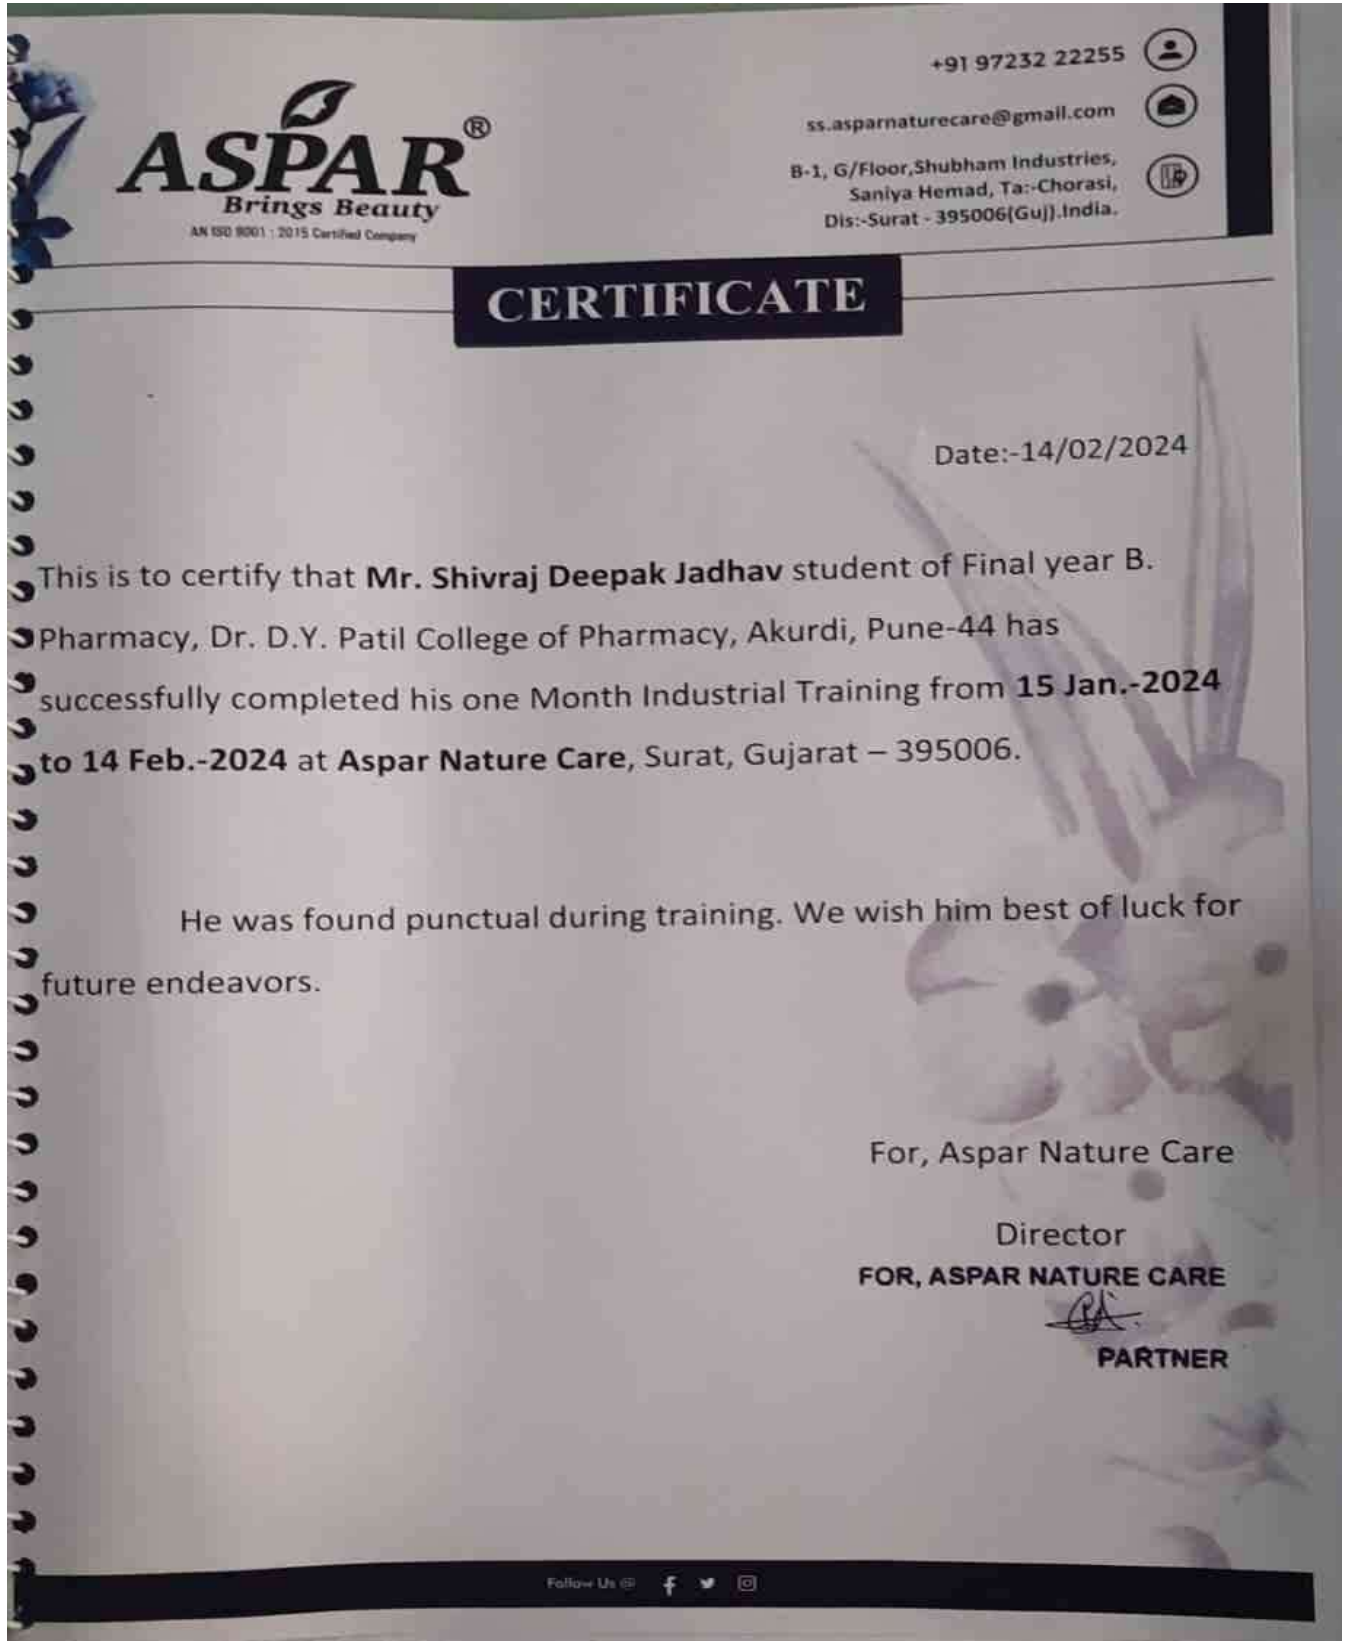 ASPAR®
Brings Beauty
AN ISO 9001 : 2015 Certified Company
+91 97232 22255
ss.asparnaturecare@gmail.com
B-1, G/Floor,Shubham Industries,
Saniya Hemad, Ta:-Chorasi,
Dis:-Surat - 395006(Guj).India.
CERTIFICATE
Date:-14/02/2024
This is to certify that Mr. Shivraj Deepak Jadhav student of Final year B.
Pharmacy, Dr. D.Y. Patil College of Pharmacy, Akurdi, Pune-44 has
successfully completed his one Month Industrial Training from 15 Jan.-2024
to 14 Feb.-2024 at Aspar Nature Care, Surat, Gujarat – 395006.
He was found punctual during training. We wish him best of luck for
future endeavors.
For, Aspar Nature Care
Director
FOR, ASPAR NATURE CARE
PARTNER
Follow Us @